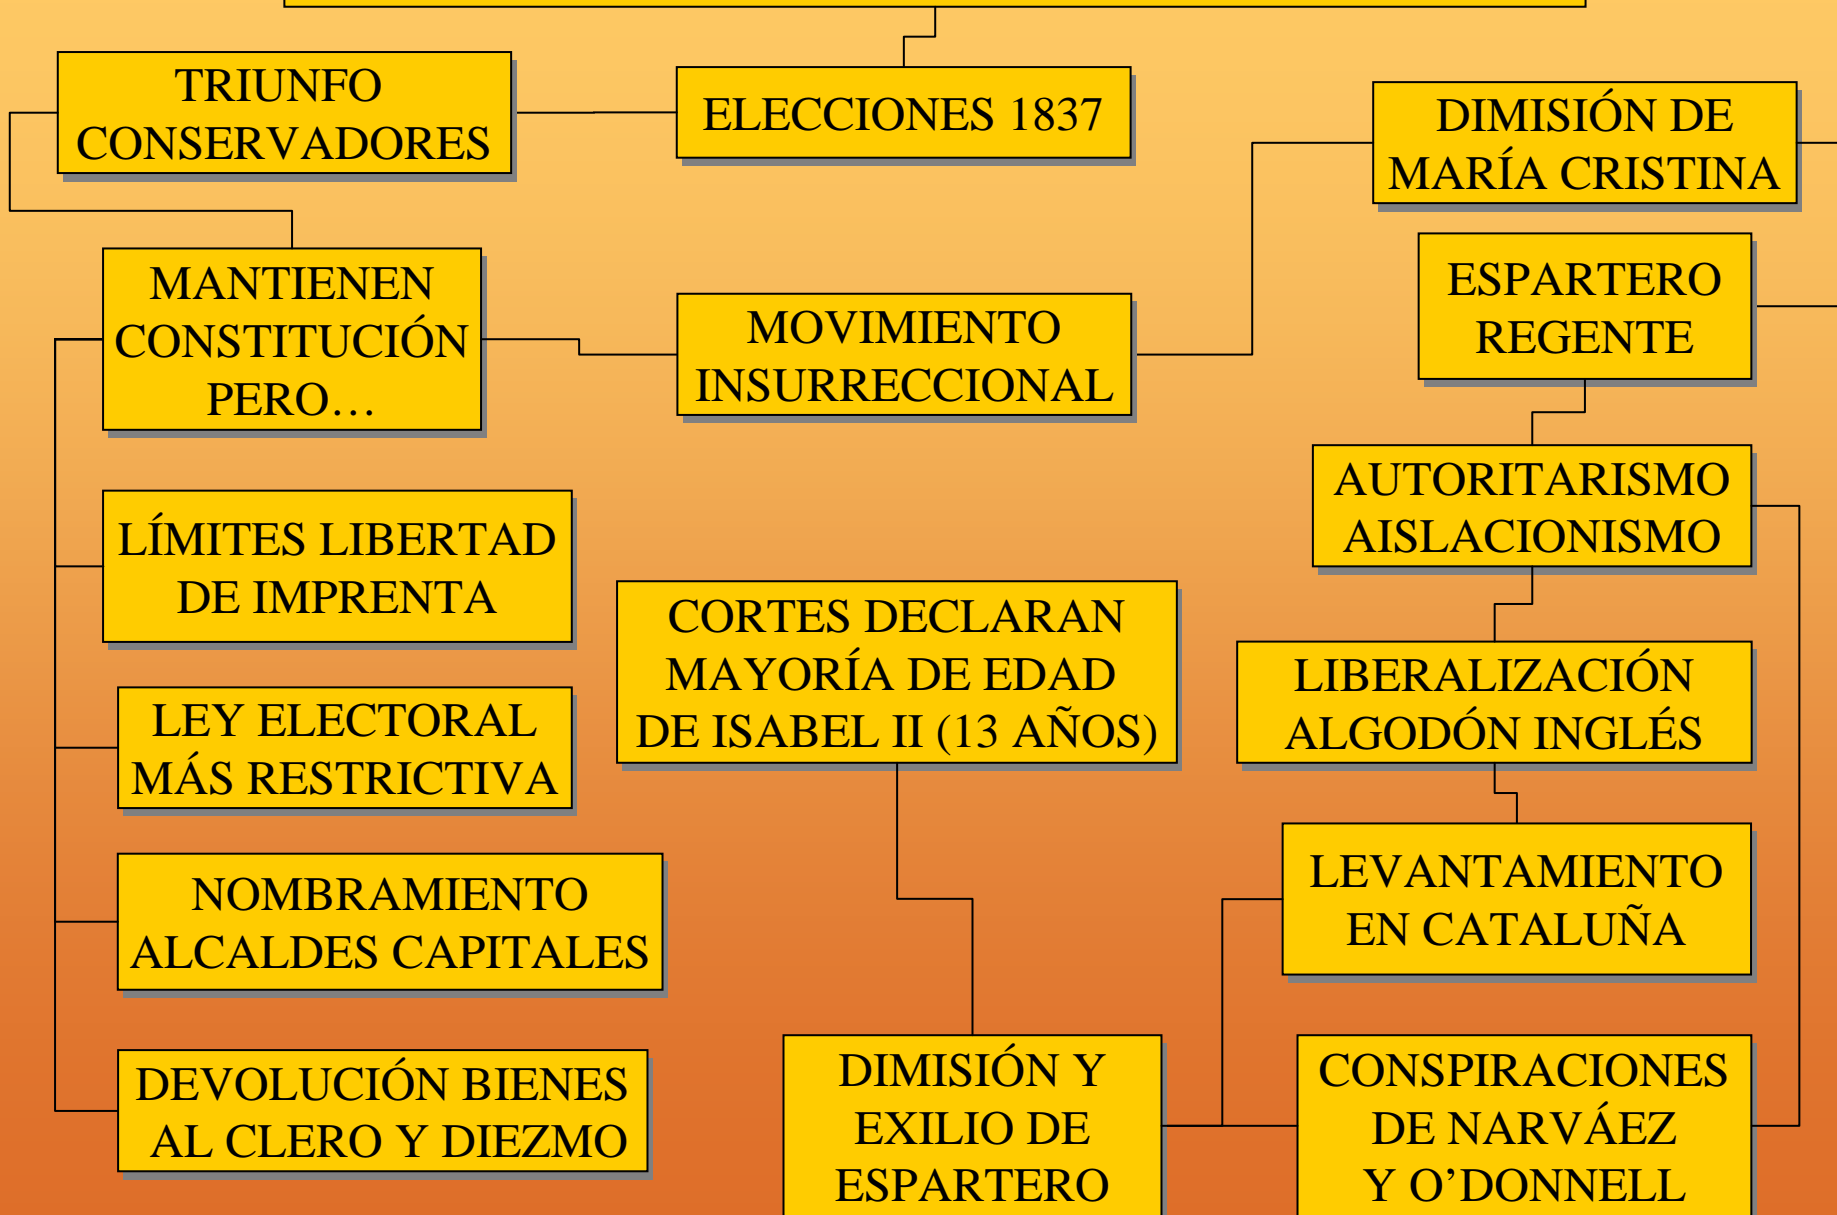 TRIUNFO
CONSERVADORES
ELECCIONES 1837
DIMISIÓN DE
MARÍA CRISTINA
MANTIENEN
CONSTITUCIÓN
PERO…
MOVIMIENTO
INSURRECCIONAL
ESPARTERO
REGENTE
AUTORITARISMO
AISLACIONISMO
LÍMITES LIBERTAD
DE IMPRENTA
CORTES DECLARAN
MAYORÍA DE EDAD
DE ISABEL II (13 AÑOS)
LIBERALIZACIÓN
ALGODÓN INGLÉS
LEY ELECTORAL
MÁS RESTRICTIVA
LEVANTAMIENTO
EN CATALUÑA
NOMBRAMIENTO
ALCALDES CAPITALES
DEVOLUCIÓN BIENES
AL CLERO Y DIEZMO
DIMISIÓN Y
EXILIO DE
ESPARTERO
CONSPIRACIONES
DE NARVÁEZ
Y O’DONNELL